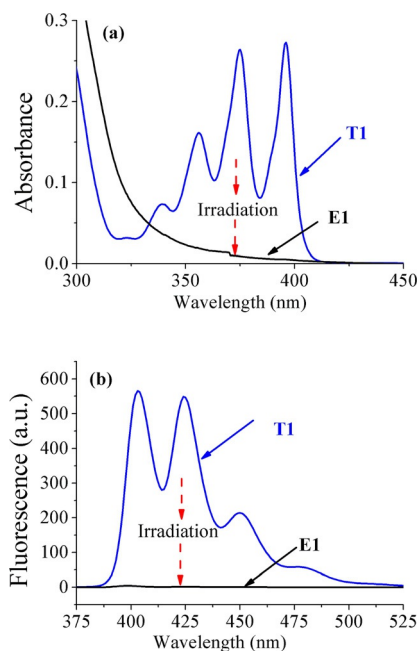 0.3
(a)
0.2
Absorbance
T1
0.1
Irradiation
E1
0.0
300
350
400
450
Wavelength (nm)
(b)
600
500
T1
400
Fluorescence (a.u.)
300
200
Irradiation
E1
100
0
375
400
425
450
475
500
525
Wavelength (nm)